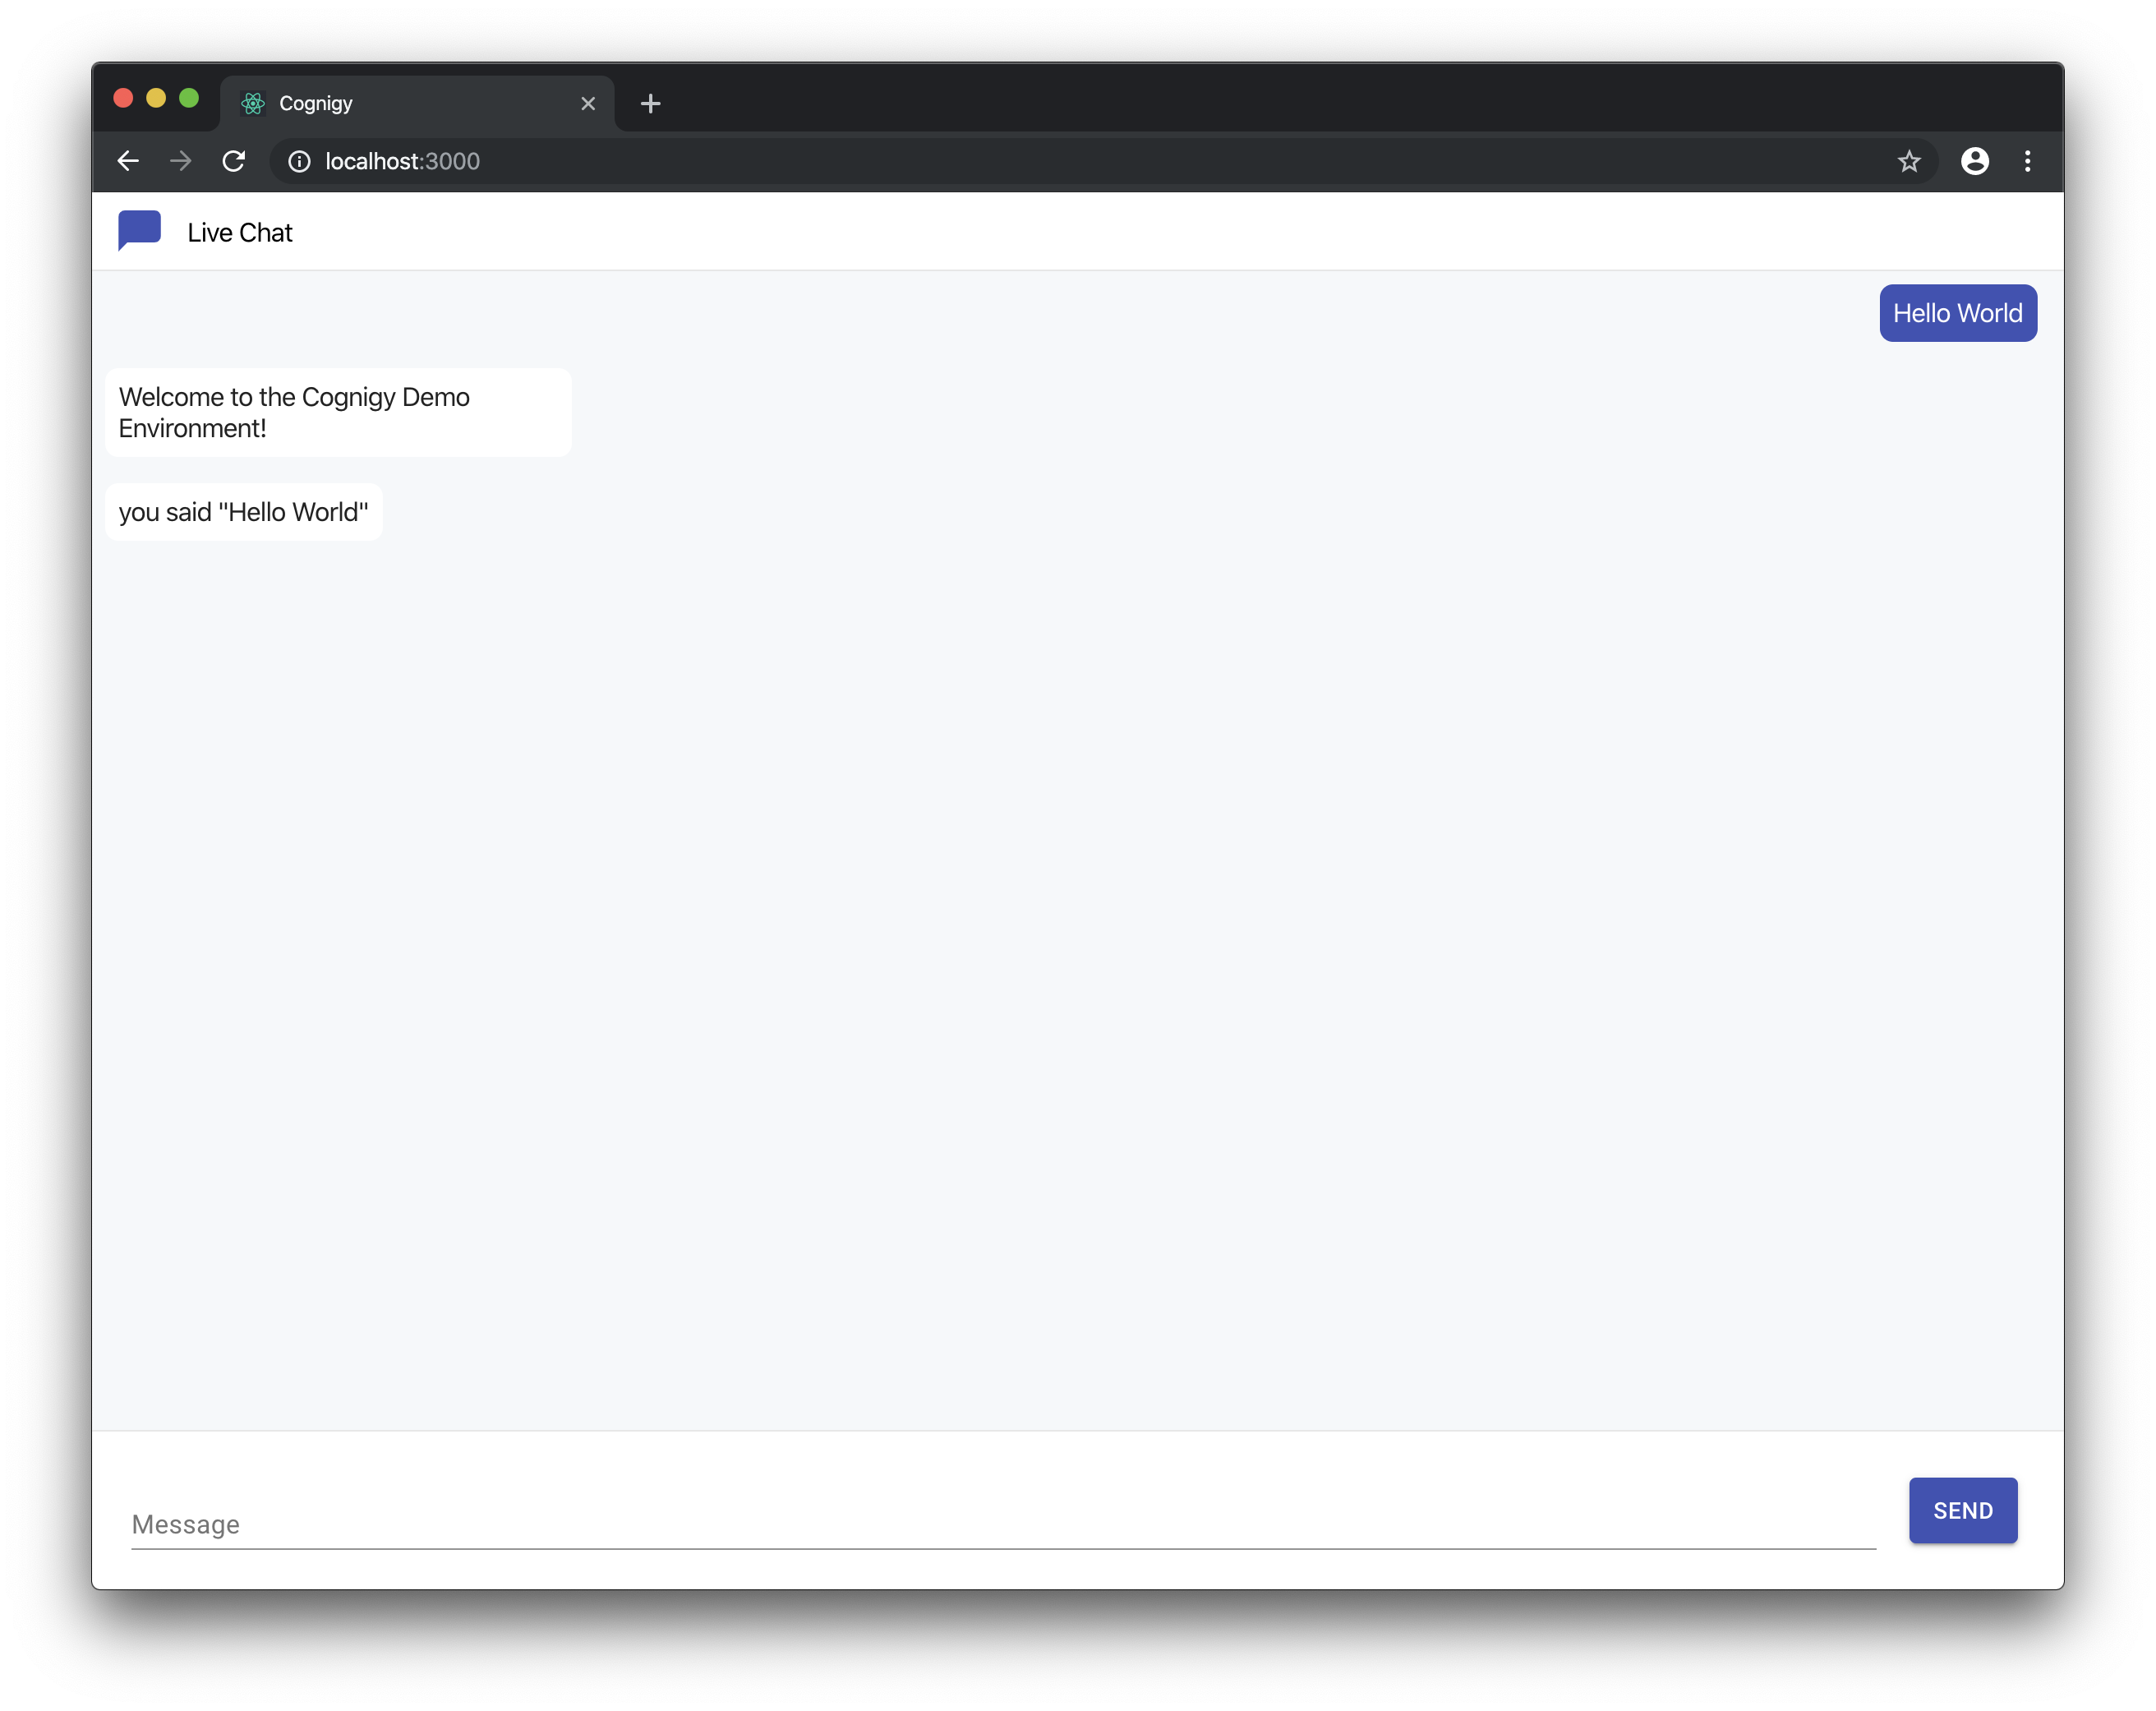 Cognigy
localhost:3000
Live Chat
Hello World
Welcome to the Cognigy Demo
Environment!
you said "Hello World"
Message
SEND